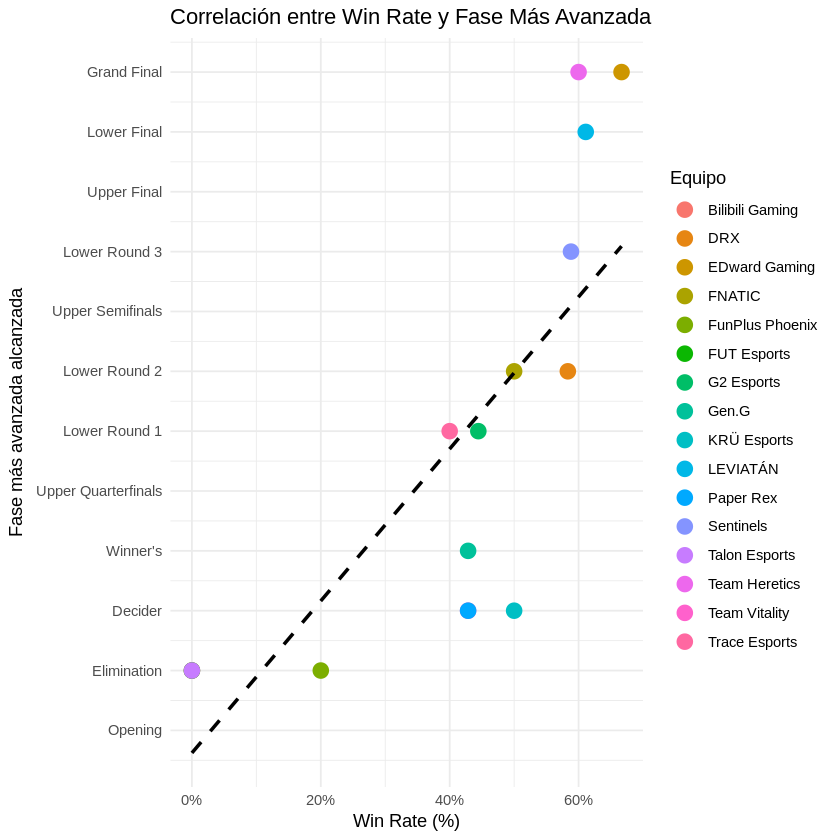 Correlación entre Win Rate y Fase Más Avanzada
Fase más avanzada alcanzada
Grand Final
Lower Final
Upper Final
Lower Round 3
Upper Semifinals
Lower Round 2
Lower Round 1
Upper Quarterfinals
Winner's
Decider
Elimination
Opening
0%
20%
40%
60%
Win Rate (%)
Equipo
Bilibili Gaming
DRX
EDward Gaming
FNATIC
FunPlus Phoenix
FUT Esports
G2 Esports
Gen.G
KRÜ Esports
LEVIATÁN
Paper Rex
Sentinels
Talon Esports
Team Heretics
Team Vitality
Trace Esports